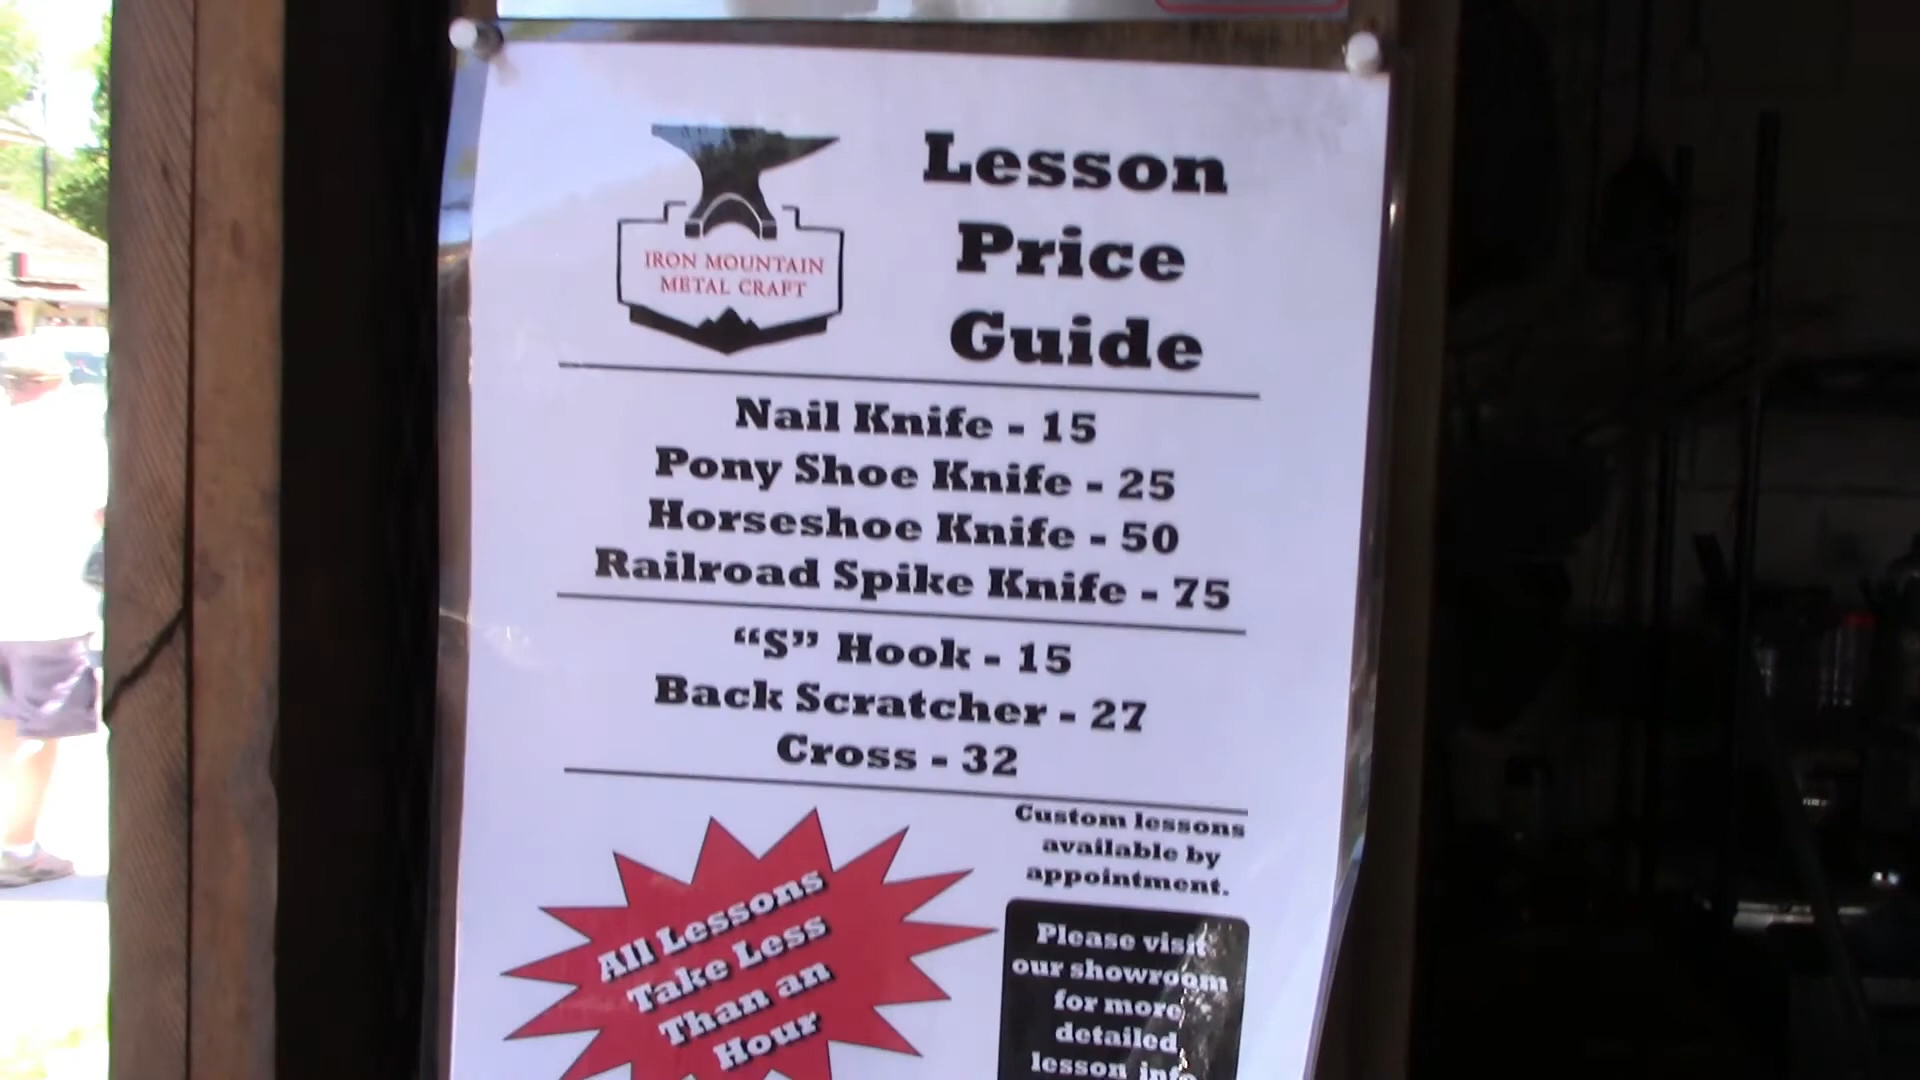 IRON MOUNTAIN
METAL CRAFT
Lesson
Price
Guide
Nail Knife - 15
Pony Shoe Knife - 25
Horseshoe Knife - 50
Railroad Spike Knife - 75
“S” Hook - 15
Back Scratcher - 27
Cross - 32
All Lessons
Take Less
Than an
Hour
Custom lessons
available by
appointment.
Please visit
our showroom
for more
detailed
lesson info